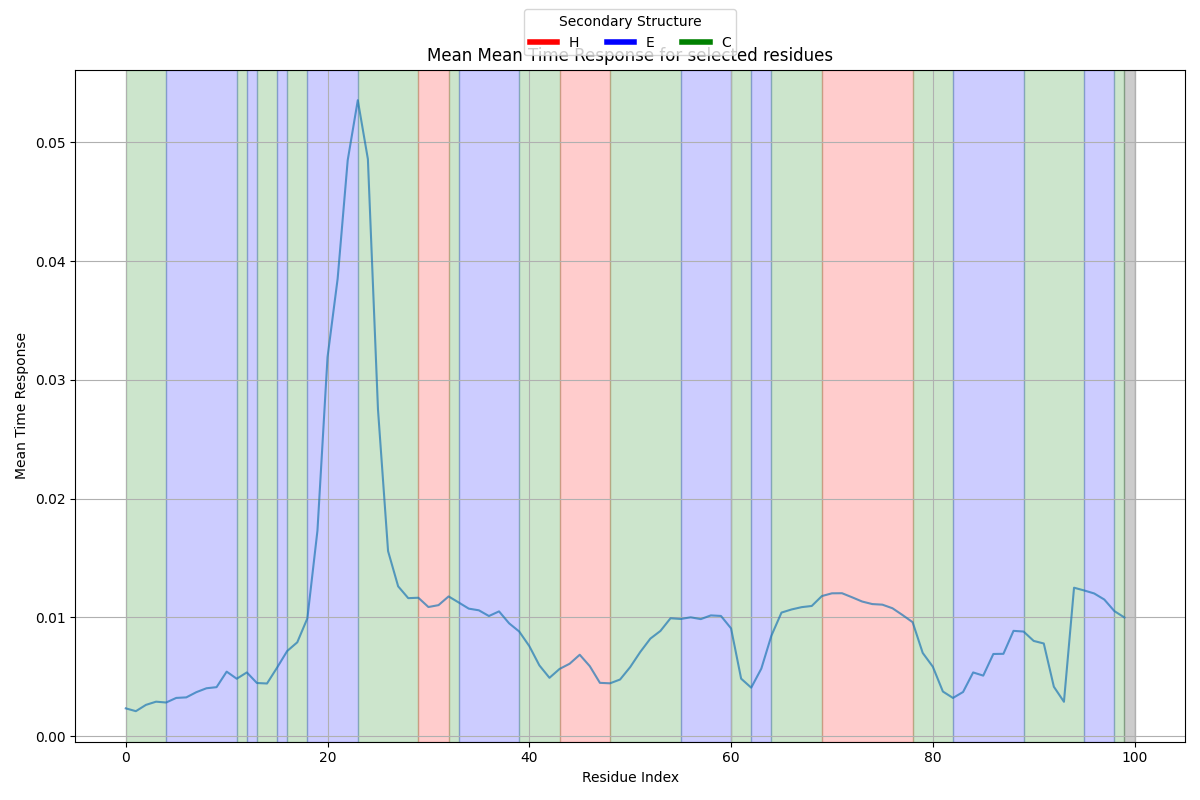 Secondary Structure
H E C
Mean Mean Time Response for selected residues
0.05
0.04
0.03
0.02
0.01
0.00
Mean Time Response
0 20 40 60 80 100
Residue Index